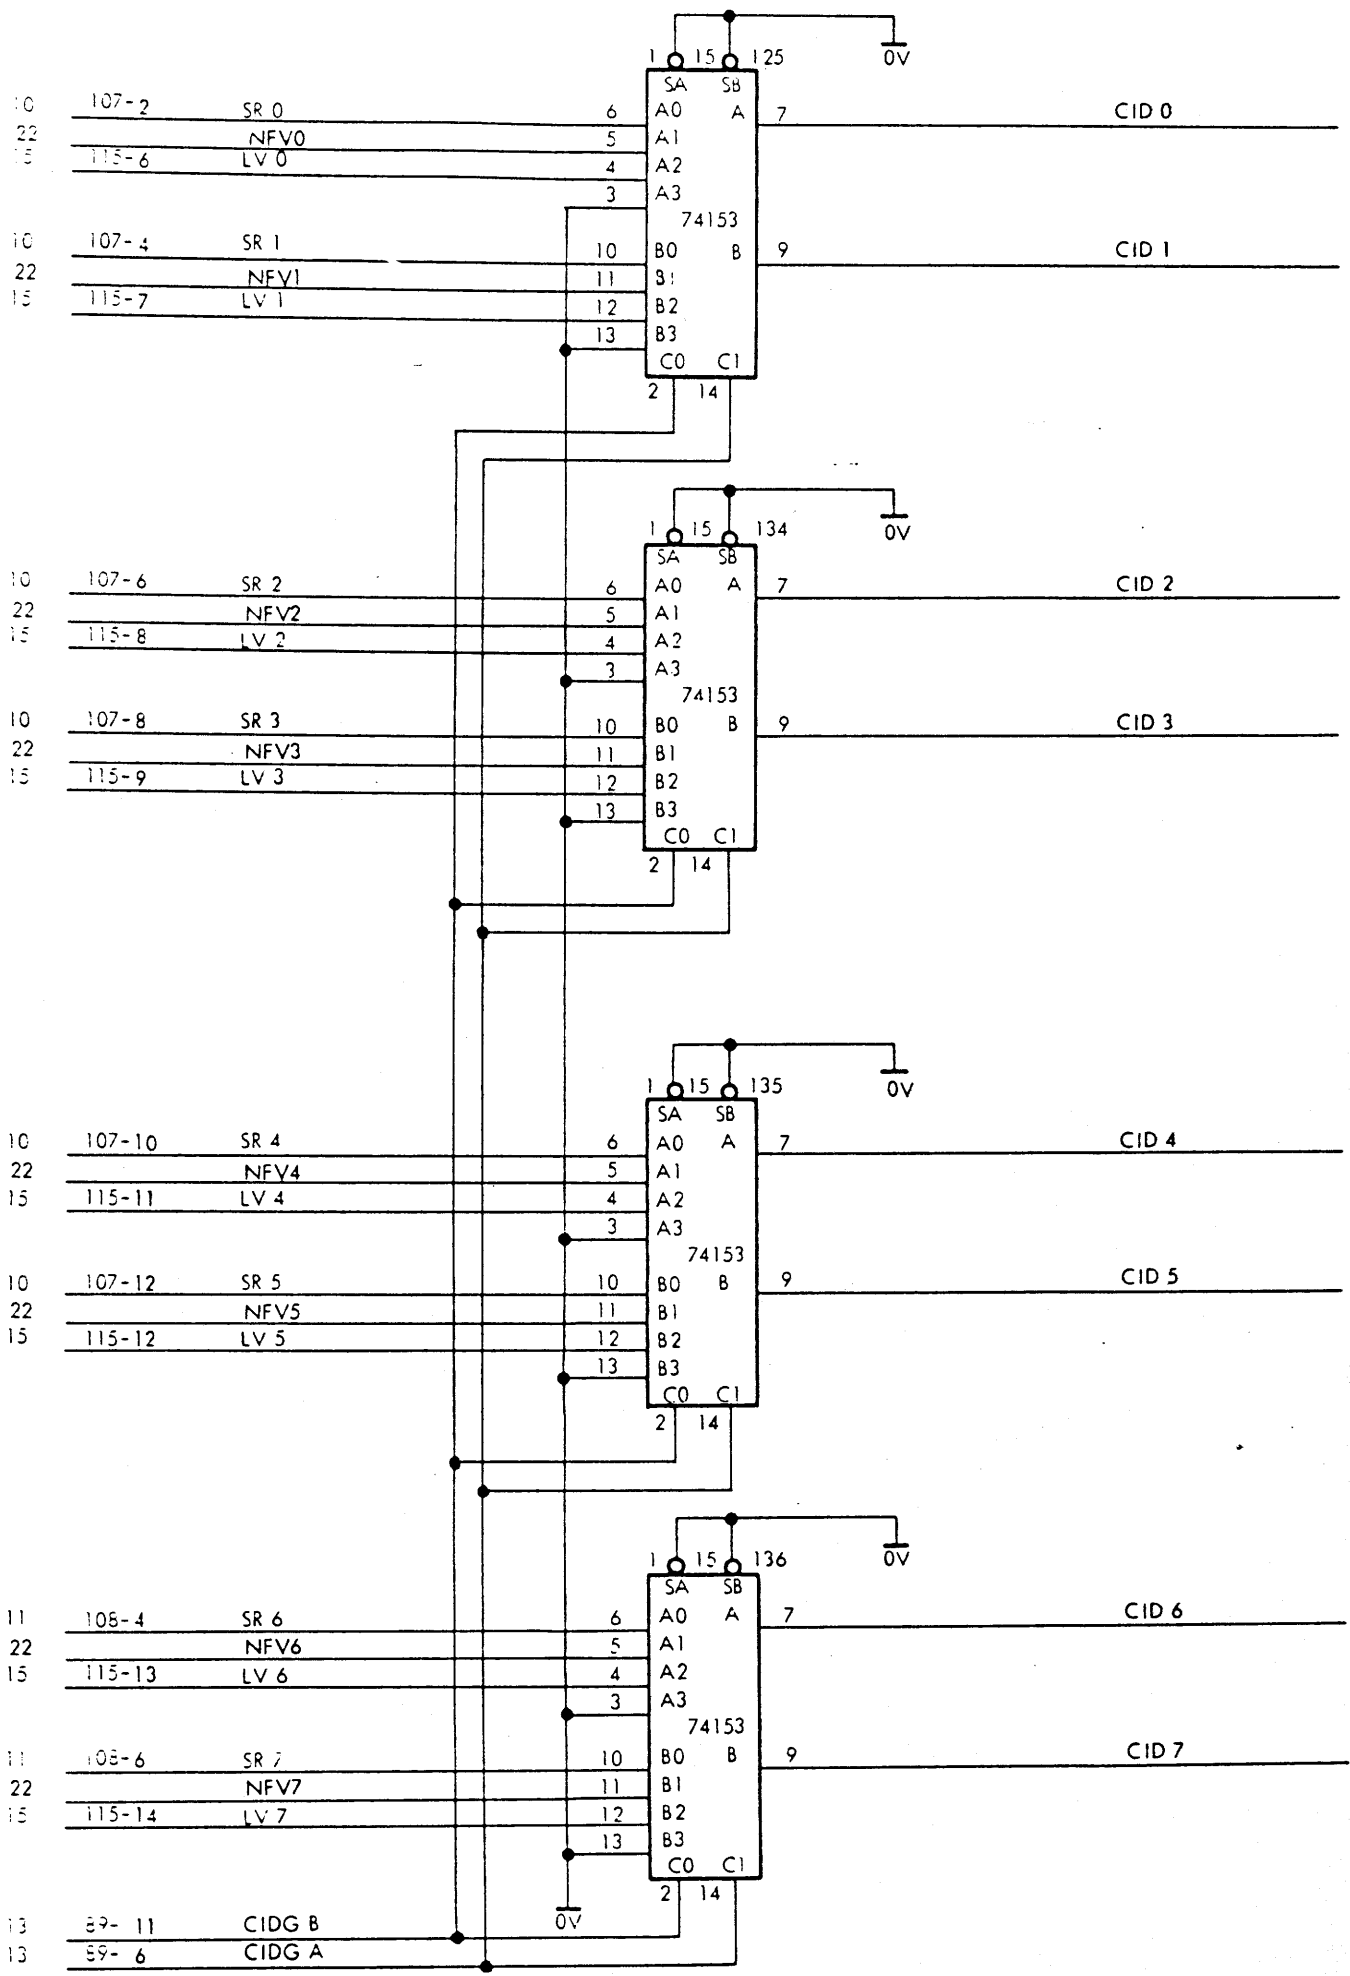 1 15 125
0V
SA SB
10 107-2 SR 0 6 A0 A 7 CID 0
22 NFV0 5 A1
15 115-6 LV 0 4 A2
3 A3
74153
10 107-4 SR 1 10 B0 B 9 CID 1
22 NFV1 11 B1
15 115-7 LV 1 12 B2
13 B3
C0 C1
2 14
1 15 134
0V
SA SB
10 107-6 SR 2 6 A0 A 7 CID 2
22 NFV2 5 A1
15 115-8 LV 2 4 A2
3 A3
74153
10 107-8 SR 3 10 B0 B 9 CID 3
22 NFV3 11 B1
15 115-9 LV 3 12 B2
13 B3
C0 C1
2 14
1 15 135
0V
SA SB
10 107-10 SR 4 6 A0 A 7 CID 4
22 NFV4 5 A1
15 115-11 LV 4 4 A2
3 A3
74153
10 107-12 SR 5 10 B0 B 9 CID 5
22 NFV5 11 B1
15 115-12 LV 5 12 B2
13 B3
C0 C1
2 14
1 15 136
0V
SA SB
11 108-4 SR 6 6 A0 A 7 CID 6
22 NFV6 5 A1
15 115-13 LV 6 4 A2
3 A3
74153
11 108-6 SR 7 10 B0 B 9 CID 7
22 NFV7 11 B1
15 115-14 LV 7 12 B2
13 B3
C0 C1
2 14
0V
13 89-11 CIDG B
13 89-6 CIDG A